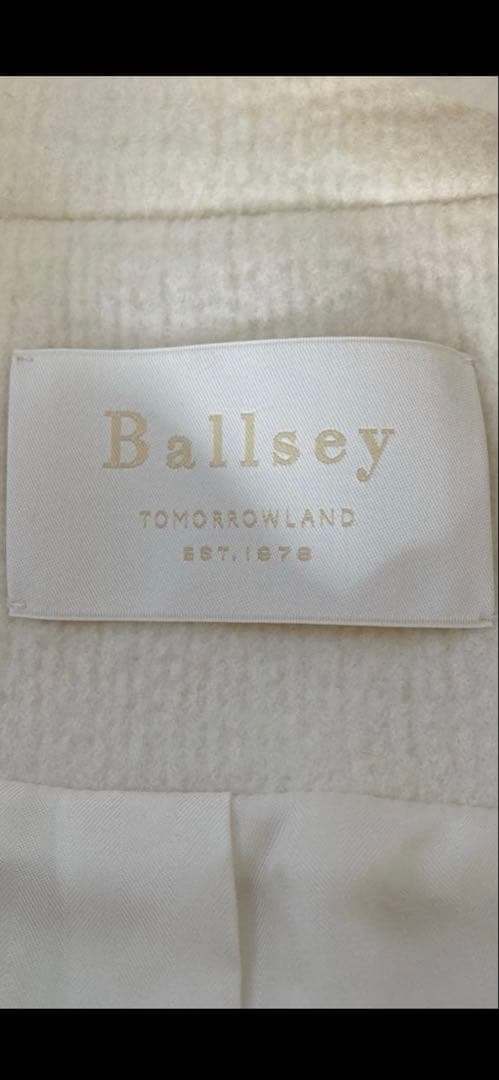 Ballsey
TOMORROWLAND
EST. 1978